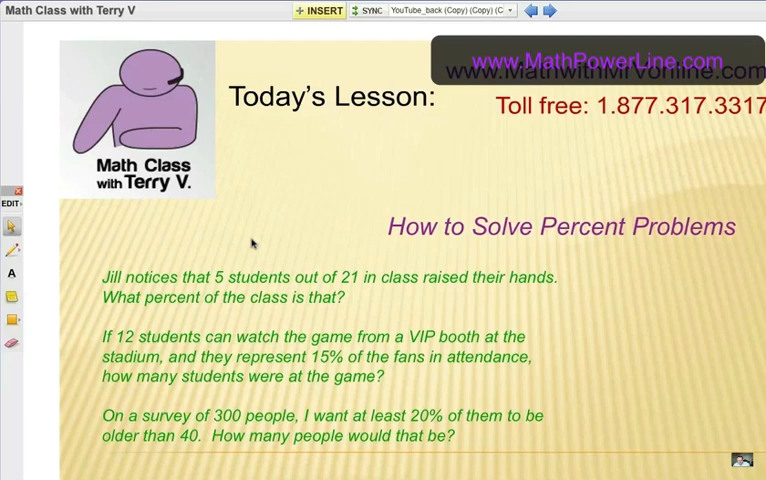 Math Class with Terry V
INSERT
SYNC
YouTube_back (Copy) (Copy) (C
www.MathPowerLine.com
www.MathwithMrVonline.com
Today's Lesson:
Toll free: 1.877.317.3317
Math Class
with Terry V.
EDIT
A
How to Solve Percent Problems
Jill notices that 5 students out of 21 in class raised their hands.
What percent of the class is that?
If 12 students can watch the game from a VIP booth at the
stadium, and they represent 15% of the fans in attendance,
how many students were at the game?
On a survey of 300 people, I want at least 20% of them to be
older than 40.  How many people would that be?